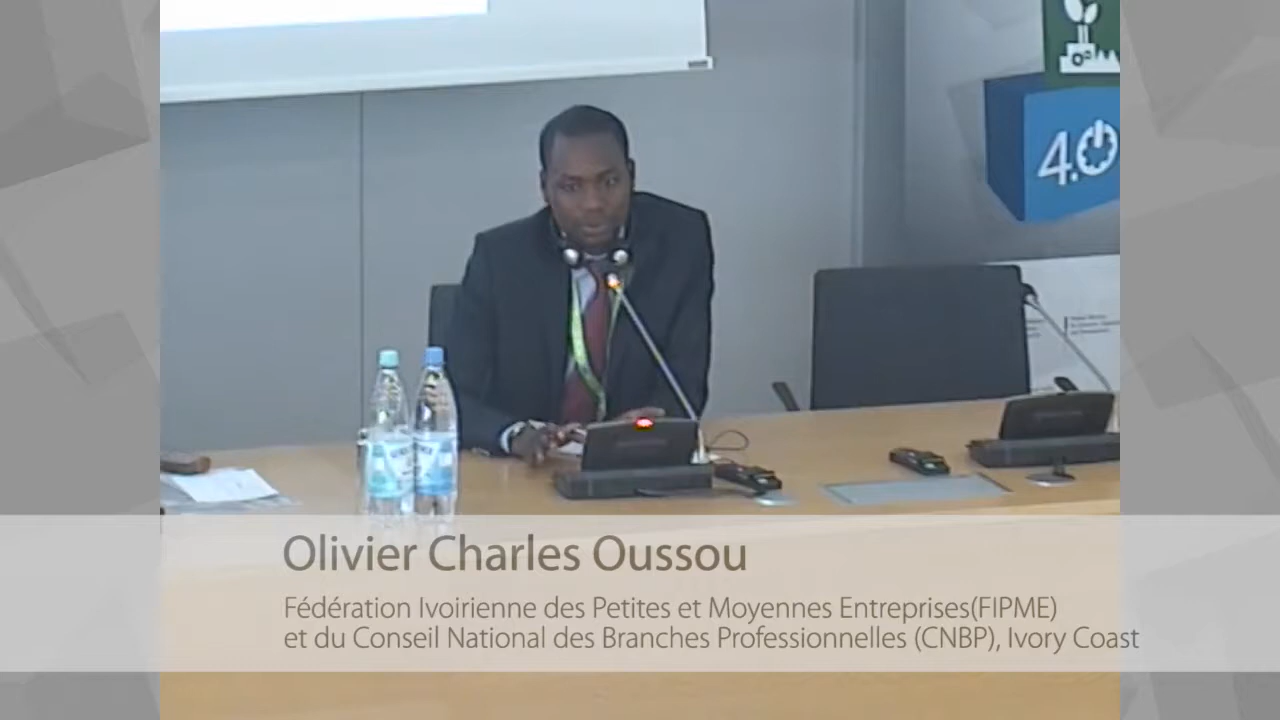 4.0
Olivier Charles Oussou
Fédération Ivoirienne des Petites et Moyennes Entreprises(FIPME)
et du Conseil National des Branches Professionnelles (CNBP), Ivory Coast